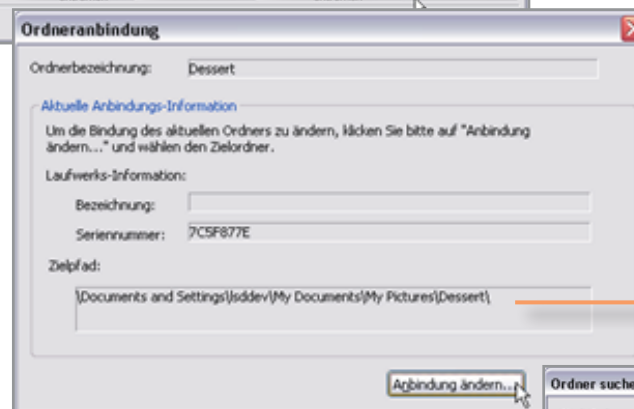 Ordneranbindung
Ordnerbezeichnung: Dessert
Aktuelle Anbindungs-Information
Um die Bindung des aktuellen Ordners zu ändern, klicken Sie bitte auf "Anbindung
ändern..." und wählen den Zielordner.
Laufwerks-Information:
Bezeichnung:
Seriennummer: 7C5F877E
Zielpfad:
\Documents and Settings\lsddev\My Documents\My Pictures\Dessert\
Anbindung ändern...
Ordner suche